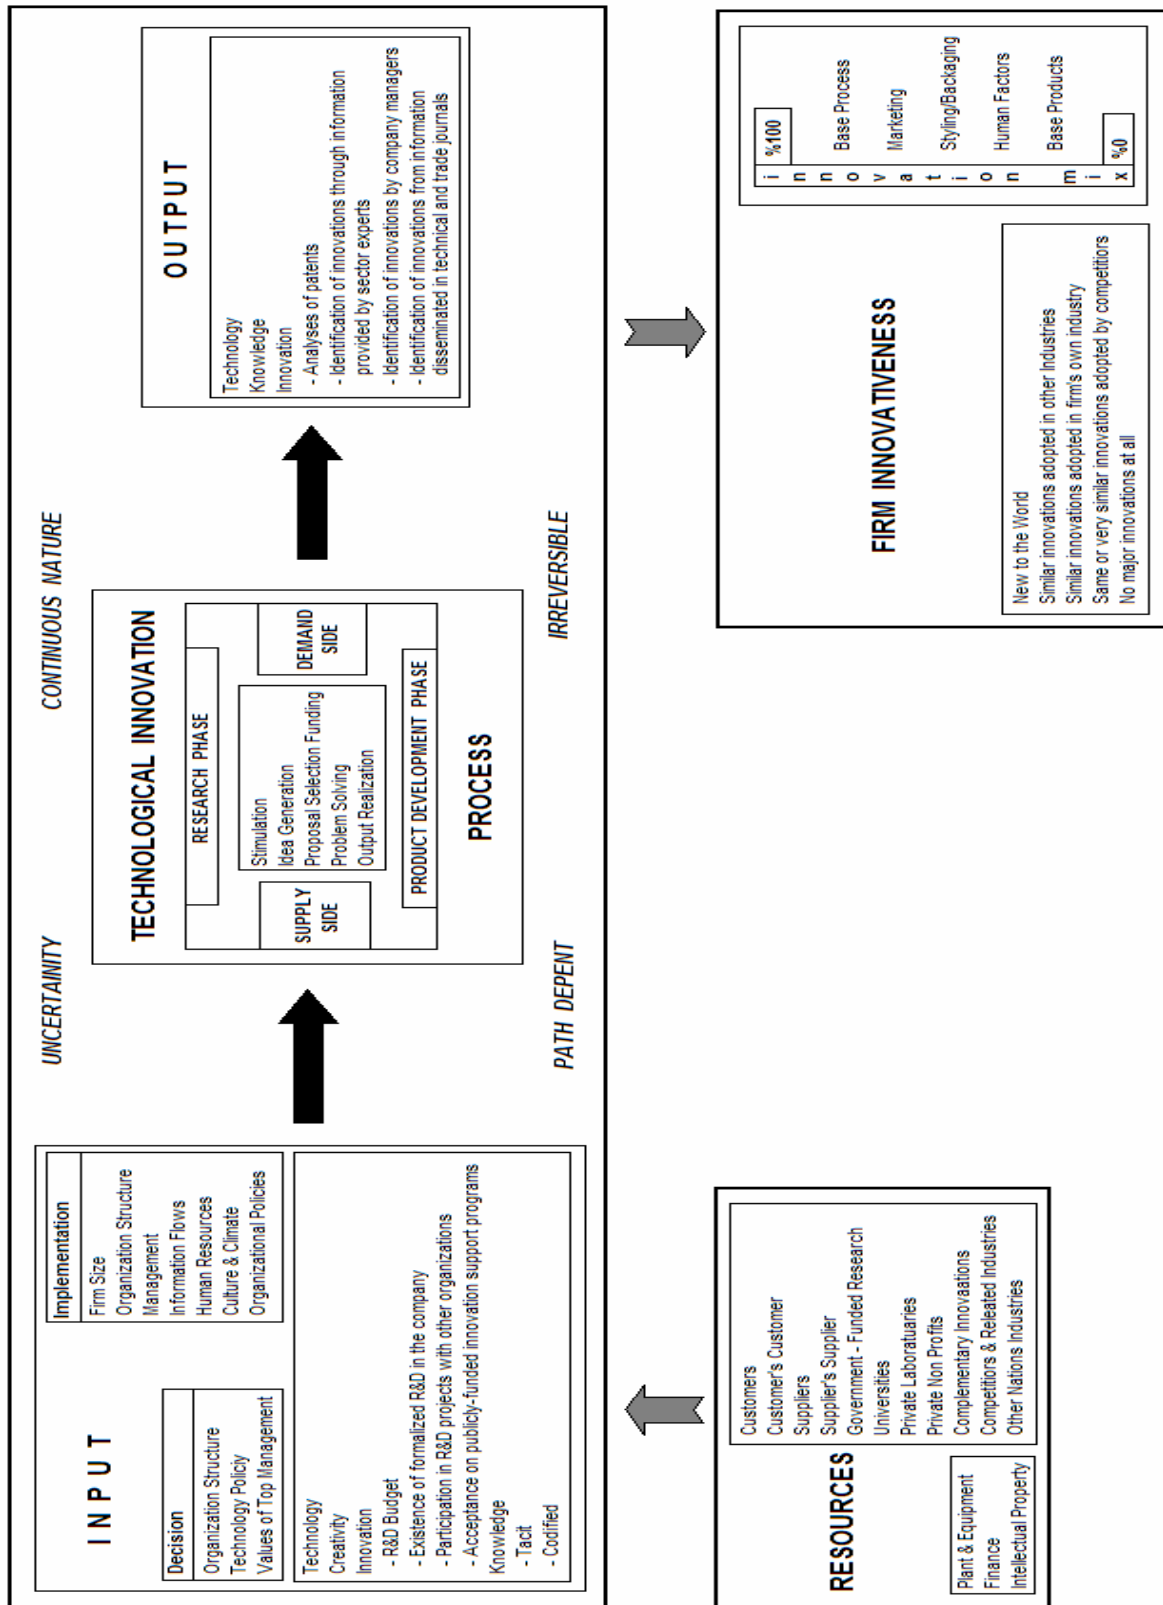 INPUT
Decision
Organization Structure
Technology Policiy
Values of Top Management
Implementation
Firm Size
Organization Structure
Management
Information Flows
Human Resources
Culture & Climate
Organizational Policies
Technology
Creativity
Innovation
- R&D Budget
- Existence of formalized R&D in the company
- Participation in R&D projects with other organizations
- Acceptance on publicly-funded innovation support programs
Knowledge
- Tacit
- Codified
UNCERTAINITY
CONTINUOUS NATURE
TECHNOLOGICAL INNOVATION
RESEARCH PHASE
SUPPLY
SIDE
Stimulation
Idea Generation
Proposal Selection Funding
Problem Solving
Output Realization
DEMAND
SIDE
PRODUCT DEVELOPMENT PHASE
PROCESS
PATH DEPENT
IRREVERSIBLE
OUTPUT
Technology
Knowledge
Innovation
- Analyses of patents
- Identification of innovations through information
provided by sector experts
- Identification of innovations by company managers
- Identification of innovations from information
disseminated in technical and trade journals
RESOURCES
Plant & Equipment
Finance
Intellectual Property
Customers
Customer's Customer
Suppliers
Supplier's Supplier
Government - Funded Research
Universities
Private Laboratuaries
Private Non Profits
Complementary Innovaations
Competitiors & Releated Industries
Other Nations Industries
FIRM INNOVATIVENESS
New to the World
Similar innovations adopted in other Industries
Similar innovations adopted in firm's own industry
Same or very similar innovations adopted by competitiors
No major innovations at all
innovation mix
%100
Base Process
Marketing
Styling/Backaging
Human Factors
Base Products
%0